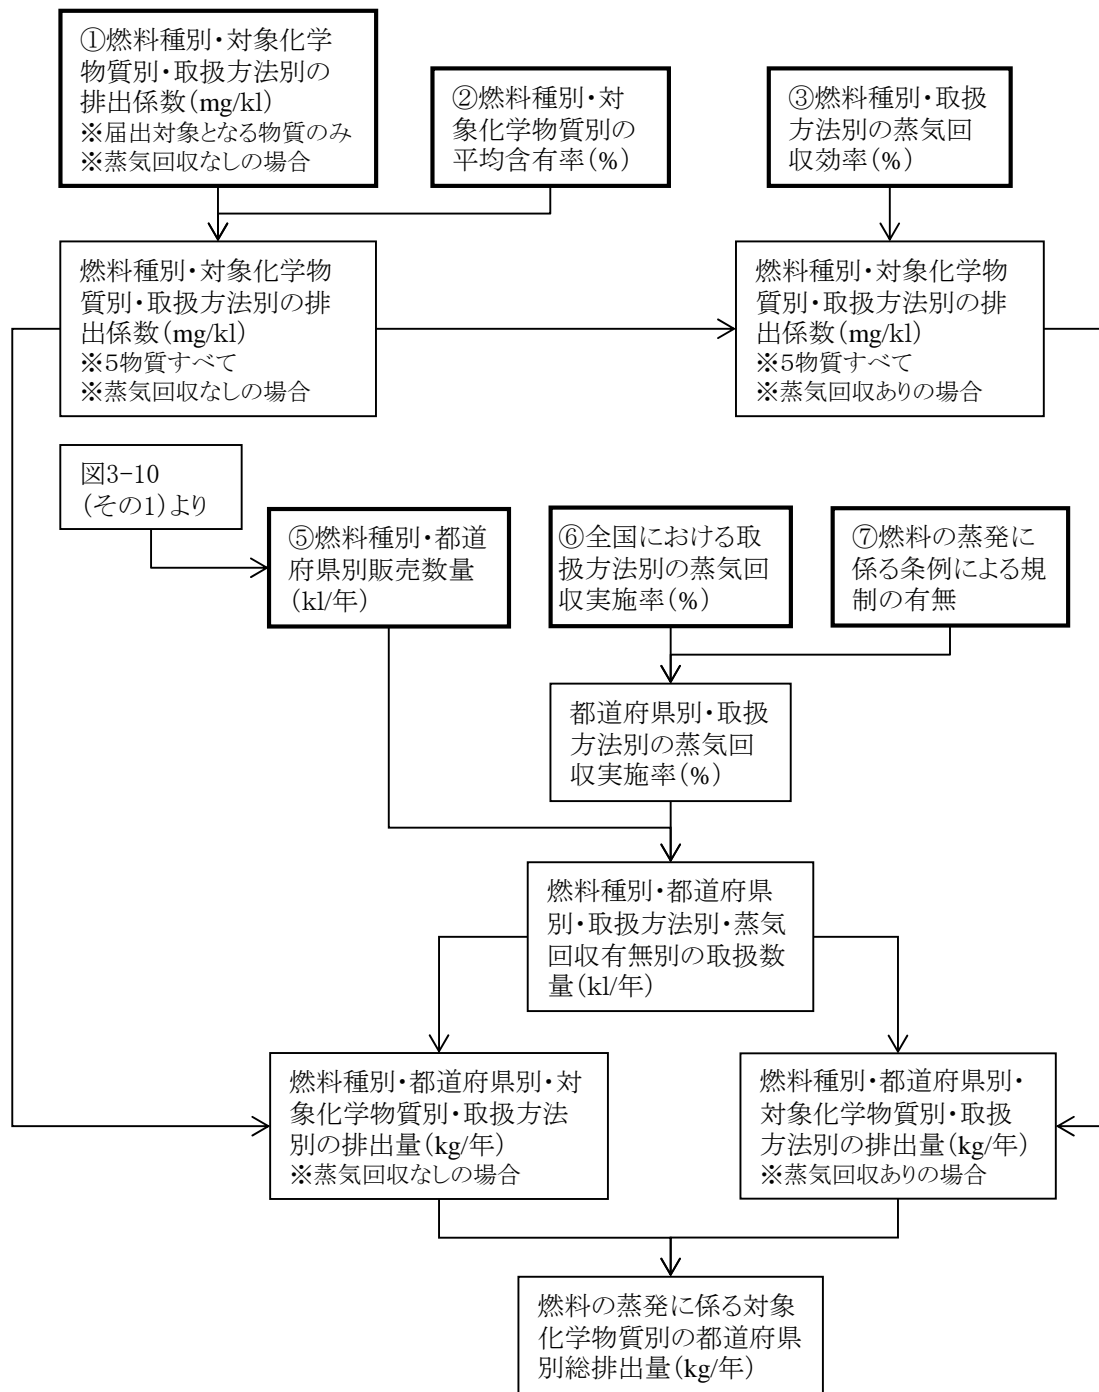 ①燃料種別・対象化学
物質別・取扱方法別の
排出係数(mg/kl)
※届出対象となる物質のみ
※蒸気回収なしの場合
②燃料種別・対
象化学物質別の
平均含有率(%)
③燃料種別・取扱
方法別の蒸気回
収効率(%)
燃料種別・対象化学物
質別・取扱方法別の排
出係数(mg/kl)
※5物質すべて
※蒸気回収なしの場合
燃料種別・対象化学物
質別・取扱方法別の排
出係数(mg/kl)
※5物質すべて
※蒸気回収ありの場合
図3-10
(その1)より
⑤燃料種別・都道
府県別販売数量
(kl/年)
⑥全国における取
扱方法別の蒸気回
収実施率(%)
⑦燃料の蒸発に
係る条例による規
制の有無
都道府県別・取扱
方法別の蒸気回
収実施率(%)
燃料種別・都道府県
別・取扱方法別・蒸気
回収有無別の取扱数
量(kl/年)
燃料種別・都道府県別・対
象化学物質別・取扱方法
別の排出量(kg/年)
※蒸気回収なしの場合
燃料種別・都道府県別・
対象化学物質別・取扱
方法別の排出量(kg/年)
※蒸気回収ありの場合
燃料の蒸発に係る対象
化学物質別の都道府県
別総排出量(kg/年)